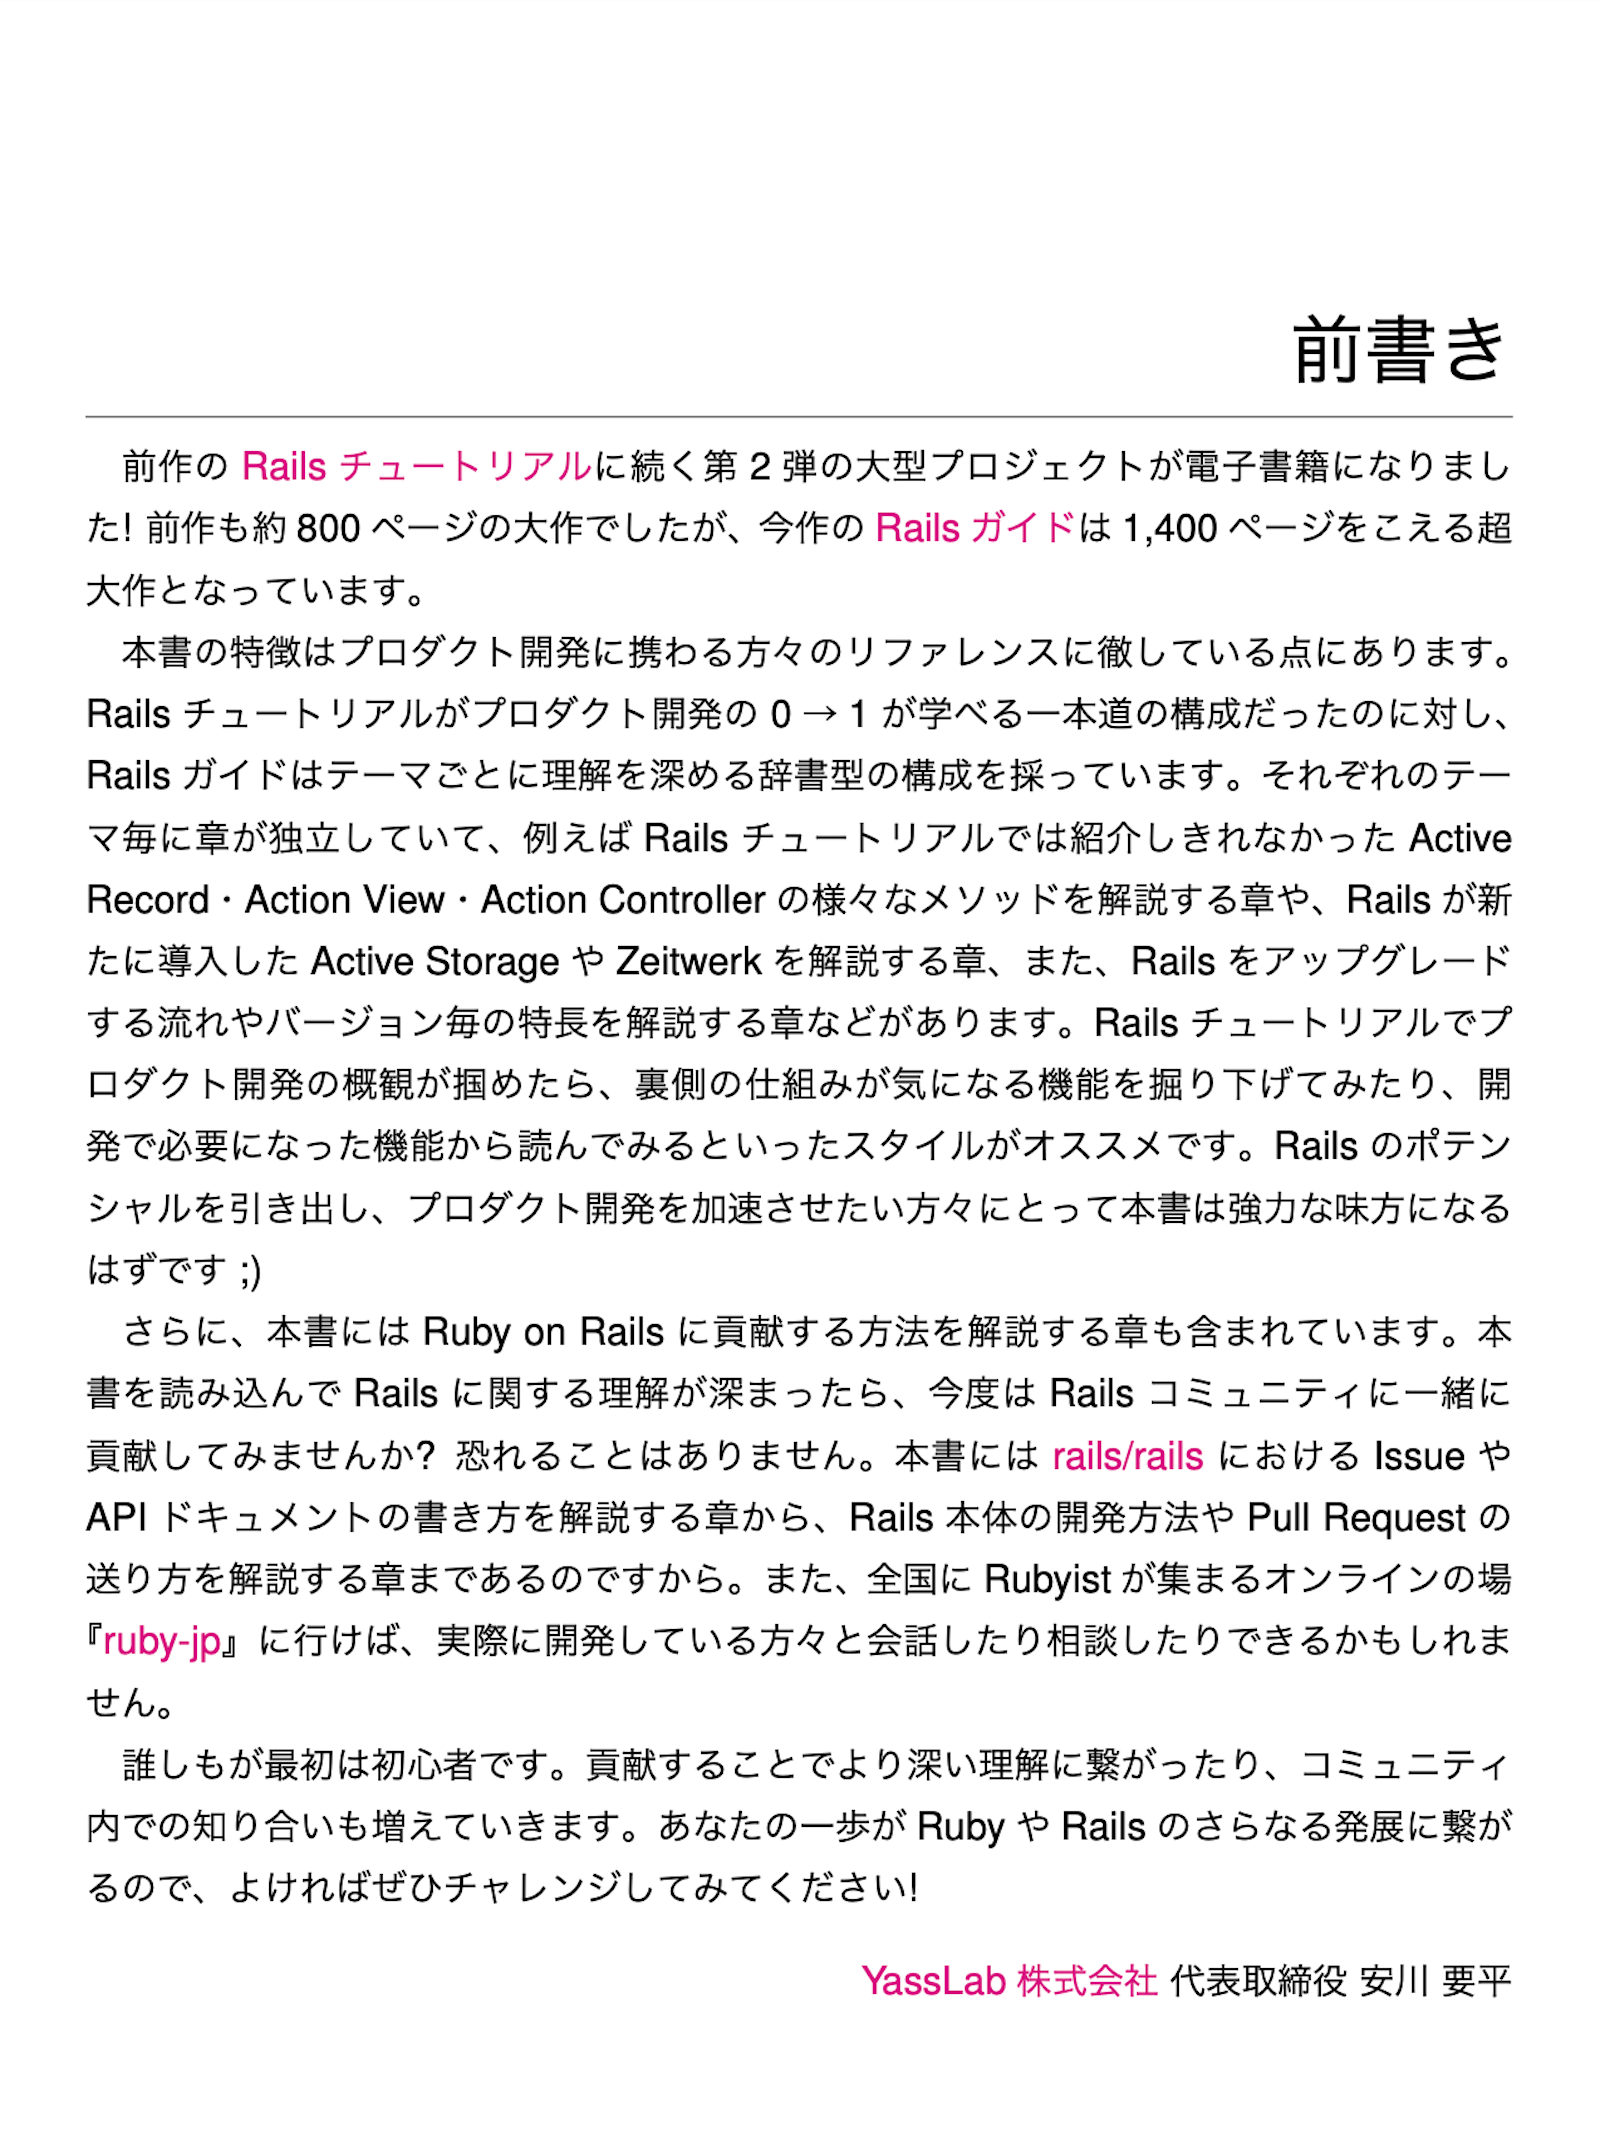 前書き
前作の Rails チュートリアルに続く第 2 弾の大型プロジェクトが電子書籍になりまし
た! 前作も約 800 ページの大作でしたが、今作の Rails ガイドは 1,400 ページをこえる超
大作となっています。
本書の特徴はプロダクト開発に携わる方々のリファレンスに徹している点にあります。
Rails チュートリアルがプロダクト開発の 0 → 1 が学べる一本道の構成だったのに対し、
Rails ガイドはテーマごとに理解を深める辞書型の構成を採っています。それぞれのテー
マ毎に章が独立していて、例えば Rails チュートリアルでは紹介しきれなかった Active
Record・Action View・Action Controller の様々なメソッドを解説する章や、Rails が新
たに導入した Active Storage や Zeitwerk を解説する章、また、Rails をアップグレード
する流れやバージョン毎の特長を解説する章などがあります。Rails チュートリアルでプ
ロダクト開発の概観が掴めたら、裏側の仕組みが気になる機能を掘り下げてみたり、開
発で必要になった機能から読んでみるといったスタイルがオススメです。Rails のポテン
シャルを引き出し、プロダクト開発を加速させたい方々にとって本書は強力な味方になる
はずです ;)
さらに、本書には Ruby on Rails に貢献する方法を解説する章も含まれています。本
書を読み込んで Rails に関する理解が深まったら、今度は Rails コミュニティに一緒に
貢献してみませんか? 恐れることはありません。本書には rails/rails における Issue や
API ドキュメントの書き方を解説する章から、Rails 本体の開発方法や Pull Request の
送り方を解説する章まであるのですから。また、全国に Rubyist が集まるオンラインの場
『ruby-jp』に行けば、実際に開発している方々と会話したり相談したりできるかもしれま
せん。
誰しもが最初は初心者です。貢献することでより深い理解に繋がったり、コミュニティ
内での知り合いも増えていきます。あなたの一歩が Ruby や Rails のさらなる発展に繋が
るので、よければぜひチャレンジしてみてください!
YassLab 株式会社 代表取締役 安川 要平